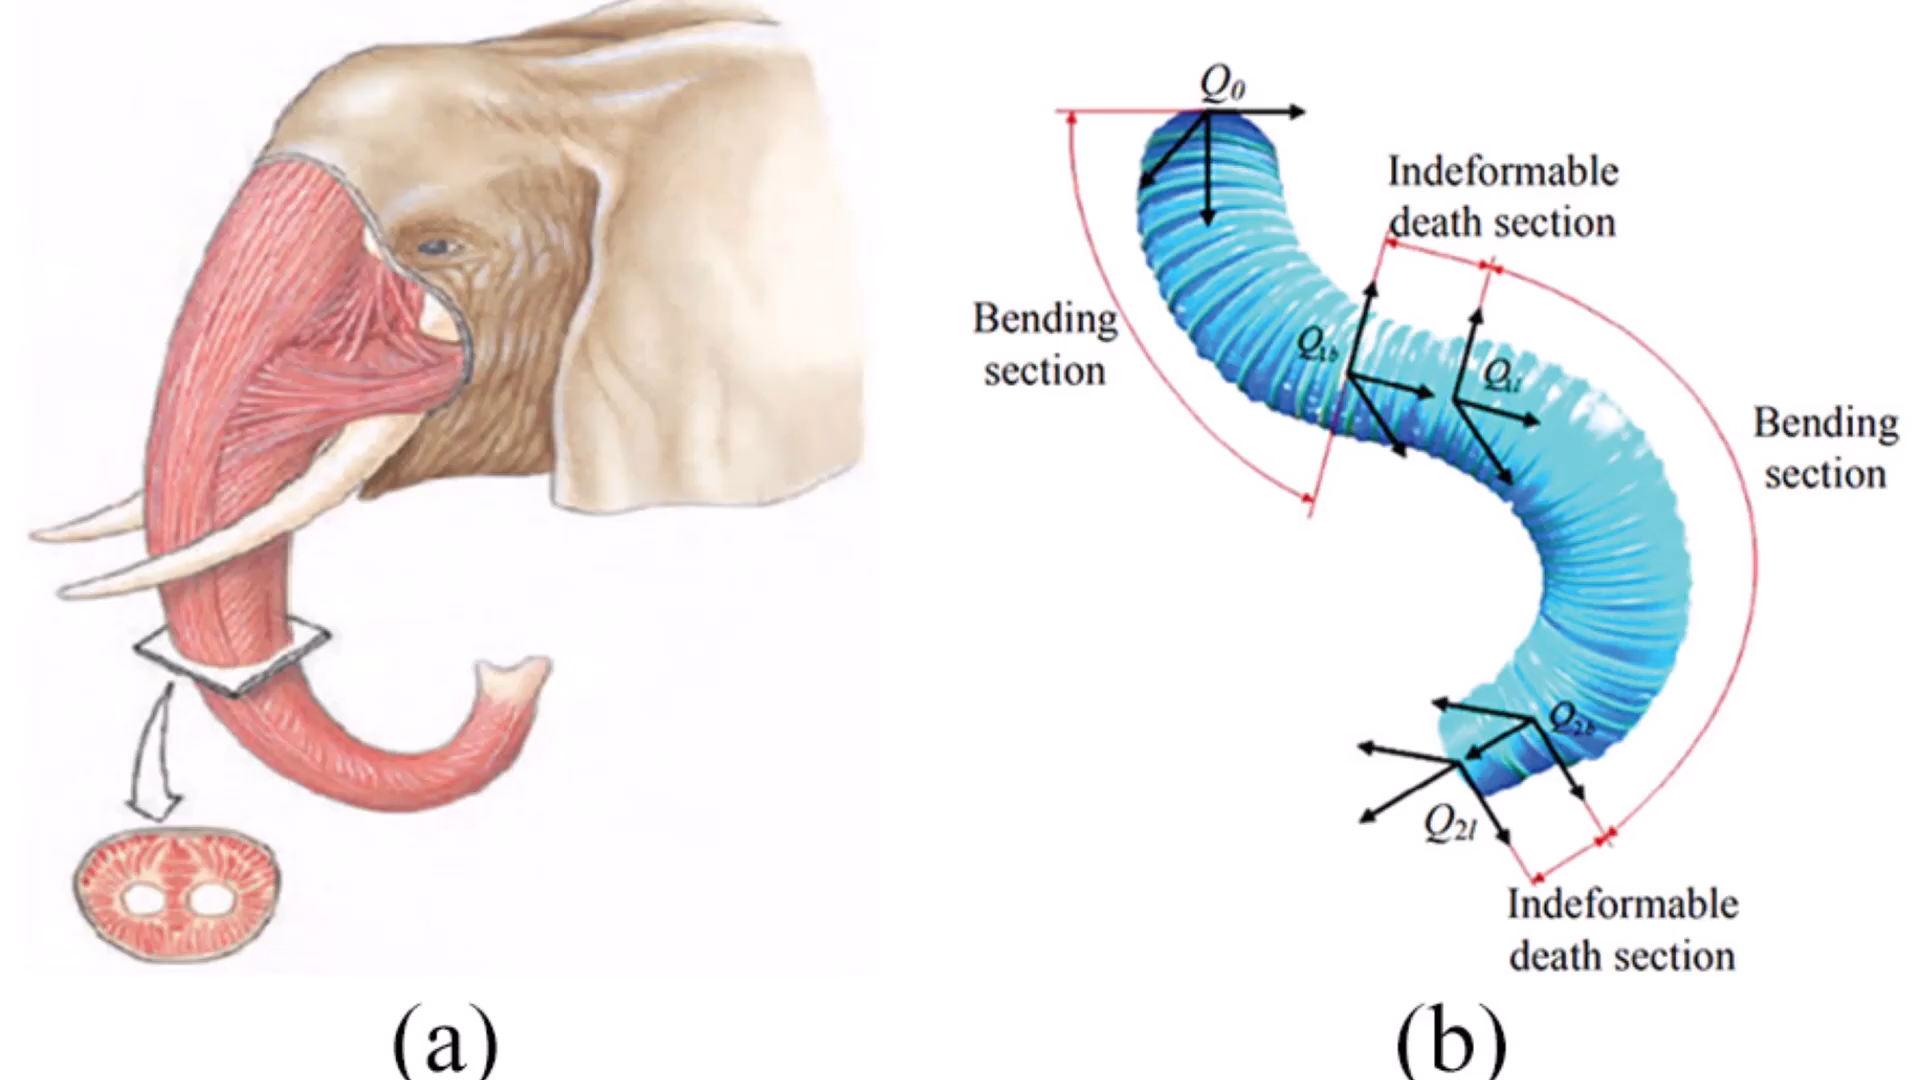 Q0
Indeformable
death section
Bending
section
Q1b
Q1l
Bending
section
Q2b
Q2l
Indeformable
death section
(a)
(b)